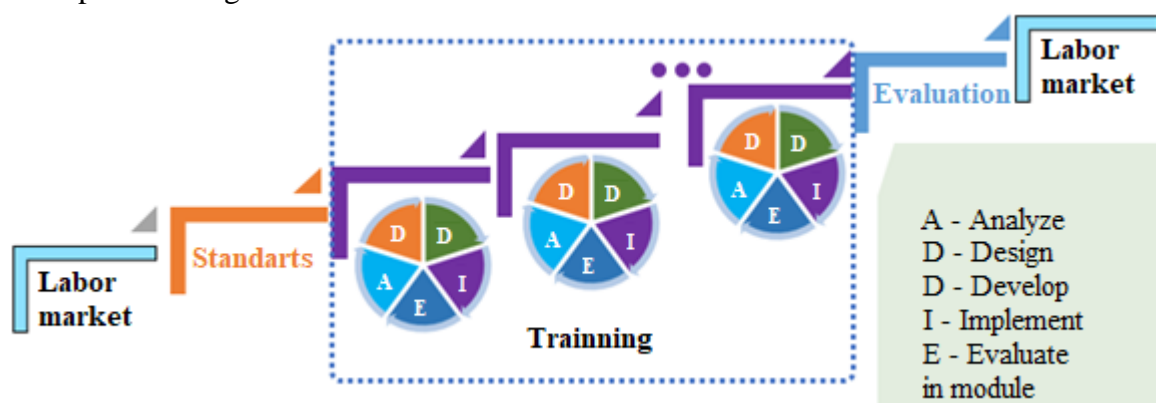 Labor
market
Standarts
D D
A I
E
D D
A I
E
D D
A I
E
Trainning
Evaluation
Labor
market
A - Analyze
D - Design
D - Develop
I - Implement
E - Evaluate
in module